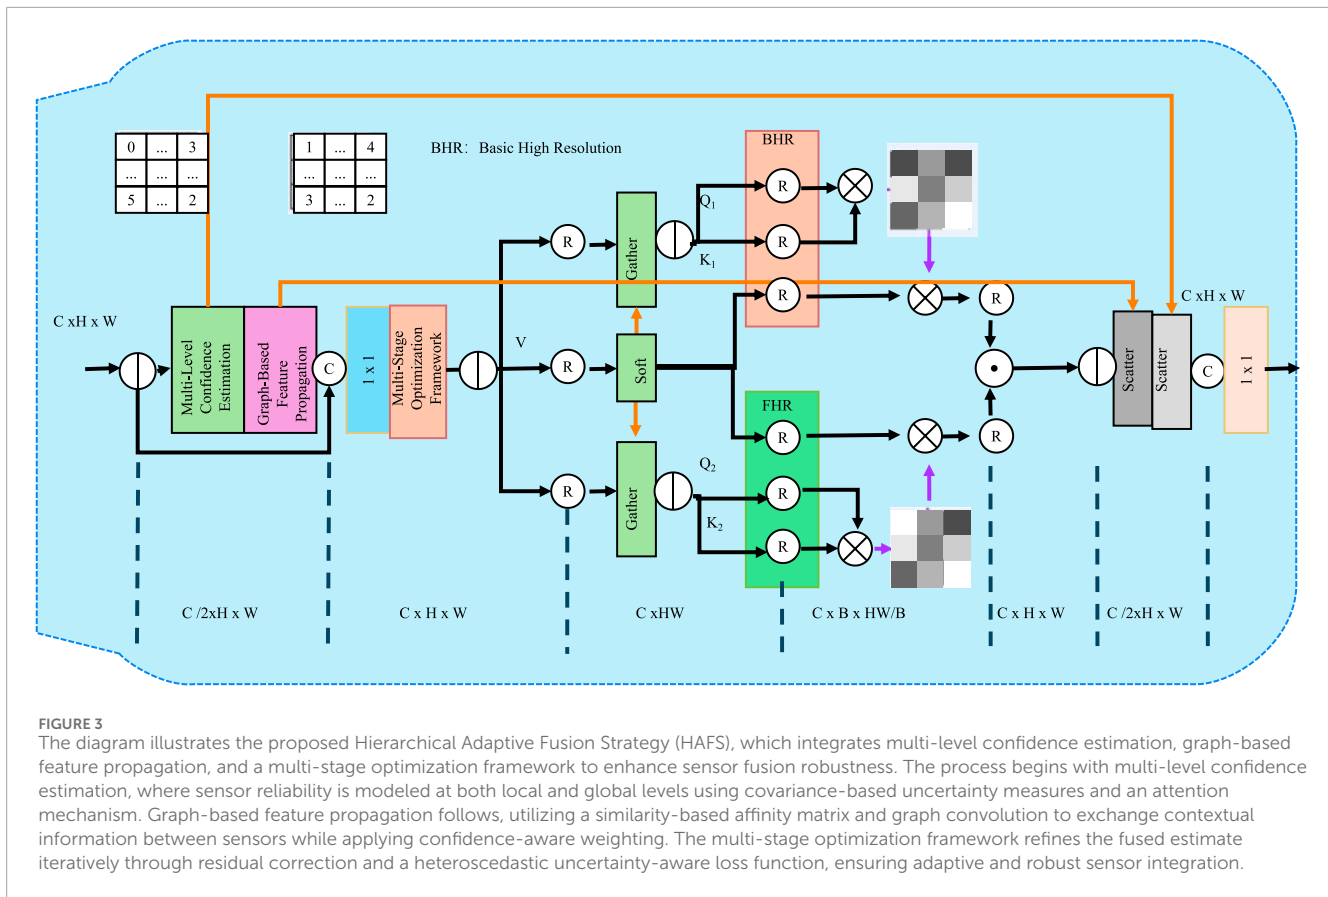 0 ... 3
... ... ...
5 ... 2
1 ... 4
... ... ...
3 ... 2
BHR: Basic High Resolution
C xH x W
Multi-Level
Confidence
Estimation
Graph-Based
Feature
Propagation
C
1 x 1
Multi-Stage
Optimization
Framework
V
R
R
R
Gather
Soft
Gather
Q1
K1
Q2
K2
BHR
R
R
R
FHR
R
R
R
R
R
C xH x W
Scatter
Scatter
C
1 x 1
C /2xH x W
C x H x W
C xHW
C x B x HW/B
C x H x W
C /2xH x W
FIGURE 3
The diagram illustrates the proposed Hierarchical Adaptive Fusion Strategy (HAFS), which integrates multi-level confidence estimation, graph-based
feature propagation, and a multi-stage optimization framework to enhance sensor fusion robustness. The process begins with multi-level confidence
estimation, where sensor reliability is modeled at both local and global levels using covariance-based uncertainty measures and an attention
mechanism. Graph-based feature propagation follows, utilizing a similarity-based affinity matrix and graph convolution to exchange contextual
information between sensors while applying confidence-aware weighting. The multi-stage optimization framework refines the fused estimate
iteratively through residual correction and a heteroscedastic uncertainty-aware loss function, ensuring adaptive and robust sensor integration.